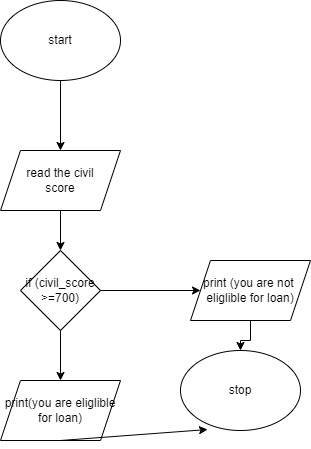 start
read the civil
score
if (civil_score
>=700)
print (you are not
eliglible for loan)
print(you are eliglible
for loan)
stop